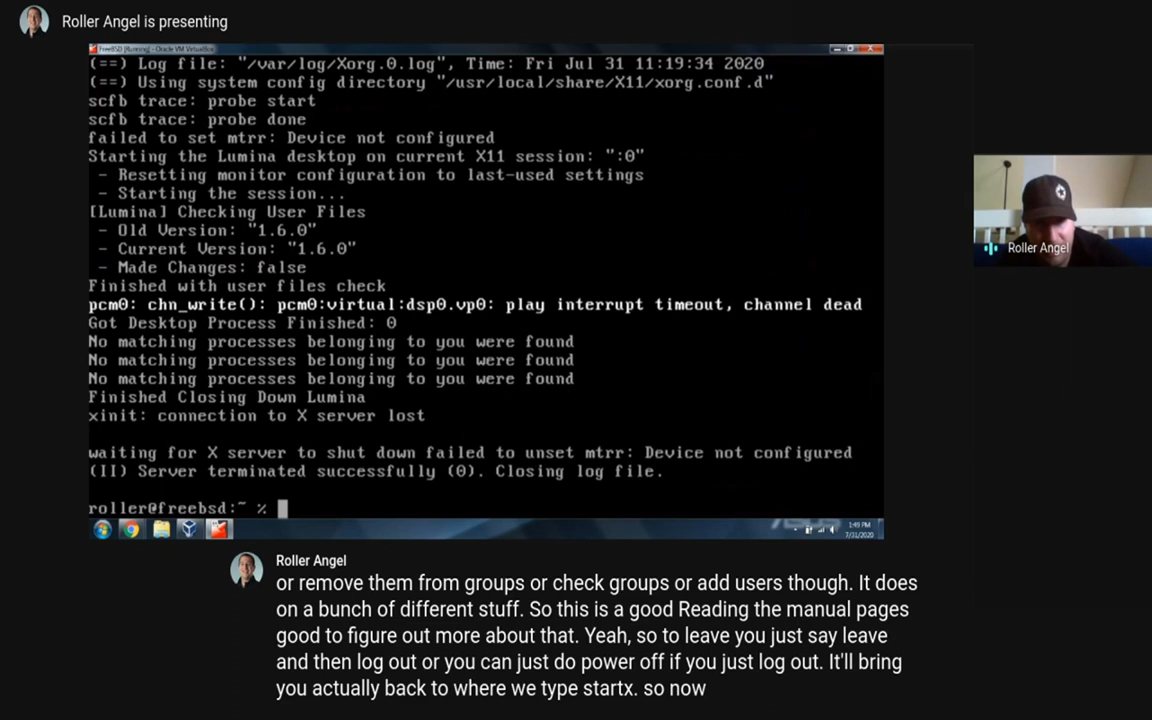 Roller Angel is presenting
FreeBSD [Running] - Oracle VM VirtualBox
(==) Log file: "/var/log/Xorg.0.log", Time: Fri Jul 31 11:19:34 2020
(==) Using system config directory "/usr/local/share/X11/xorg.conf.d"
scfb trace: probe start
scfb trace: probe done
failed to set mtrr: Device not configured
Starting the Lumina desktop on current X11 session: ":0"
- Resetting monitor configuration to last-used settings
- Starting the session...
[Lumina] Checking User Files
- Old Version: "1.6.0"
- Current Version: "1.6.0"
- Made Changes: false
Finished with user files check
pcm0: chn_write(): pcm0:virtual:dsp0.vp0: play interrupt timeout, channel dead
Got Desktop Process Finished: 0
No matching processes belonging to you were found
No matching processes belonging to you were found
No matching processes belonging to you were found
Finished Closing Down Lumina
xinit: connection to X server lost
waiting for X server to shut down failed to unset mtrr: Device not configured
(II) Server terminated successfully (0). Closing log file.
roller@freebsd:~ %
1:49 PM
7/31/2020
Roller Angel
Roller Angel
or remove them from groups or check groups or add users though. It does
on a bunch of different stuff. So this is a good Reading the manual pages
good to figure out more about that. Yeah, so to leave you just say leave
and then log out or you can just do power off if you just log out. It'll bring
you actually back to where we type startx. so now